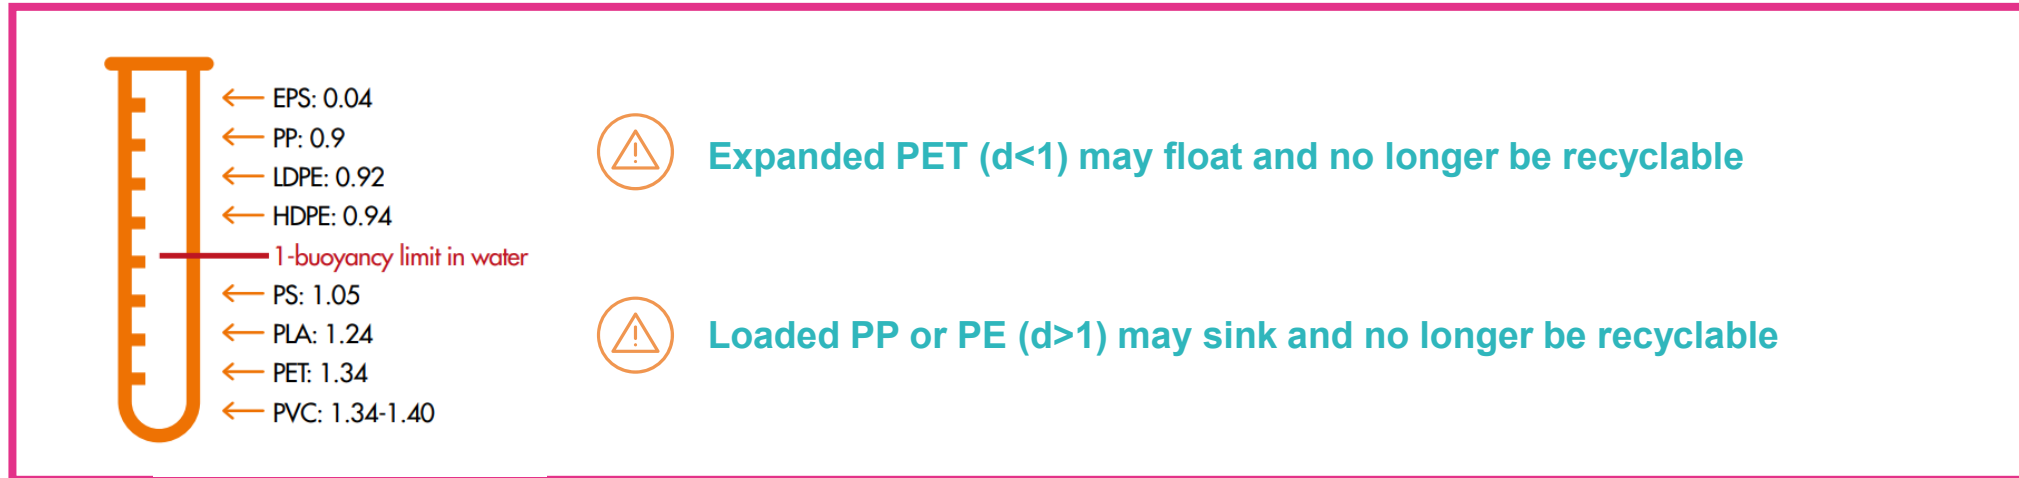 EPS: 0.04
PP: 0.9
LDPE: 0.92
HDPE: 0.94
1-buoyancy limit in water
PS: 1.05
PLA: 1.24
PET: 1.34
PVC: 1.34-1.40
Expanded PET (d<1) may float and no longer be recyclable
Loaded PP or PE (d>1) may sink and no longer be recyclable